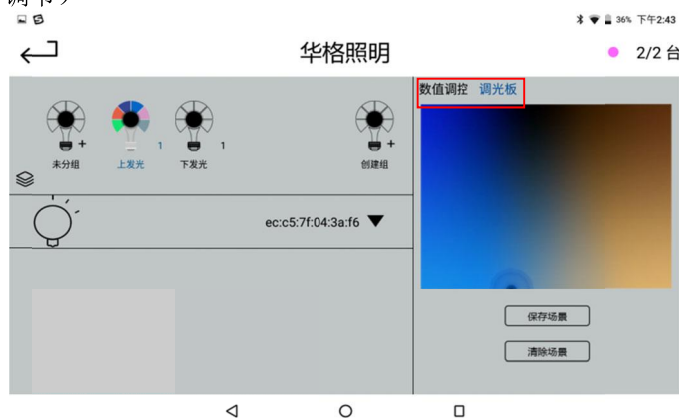 调节）
36% 下午2:43
华格照明
2/2 台
数值调控 调光板
未分组
上发光 1
下发光 1
创建组
ec:c5:7f:04:3a:f6
保存场景
清除场景